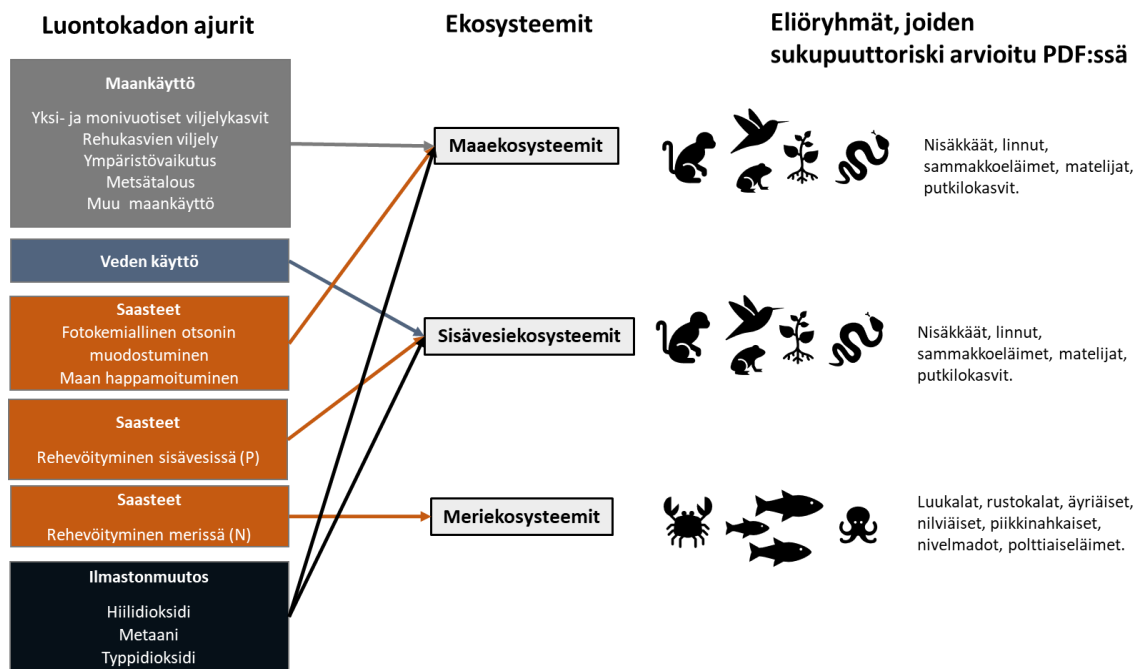 Luontokadon ajurit
Maankäyttö
Yksi- ja monivuotiset viljelykasvit
Rehukasvien viljely
Ympäristövaikutus
Metsätalous
Muu maankäyttö
Veden käyttö
Saasteet
Fotokemiallinen otsonin
muodostuminen
Maan happamoituminen
Saasteet
Rehevöityminen sisävesissä (P)
Saasteet
Rehevöityminen merissä (N)
Ilmastonmuutos
Hiilidioksidi
Metaani
Typpidioksidi
Ekosysteemit
Maaekosysteemit
Sisävesiekosysteemit
Meriekosysteemit
Eliöryhmät, joiden
sukupuuttoriski arvioitu PDF:ssä
Nisäkkäät, linnut,
sammakkoeläimet, matelijat,
putkilokasvit.
Nisäkkäät, linnut,
sammakkoeläimet, matelijat,
putkilokasvit.
Luukalat, rustokalat, äyriäiset,
nilviäiset, piikkinahkaiset,
nivelmadot, polttiaiseläimet.